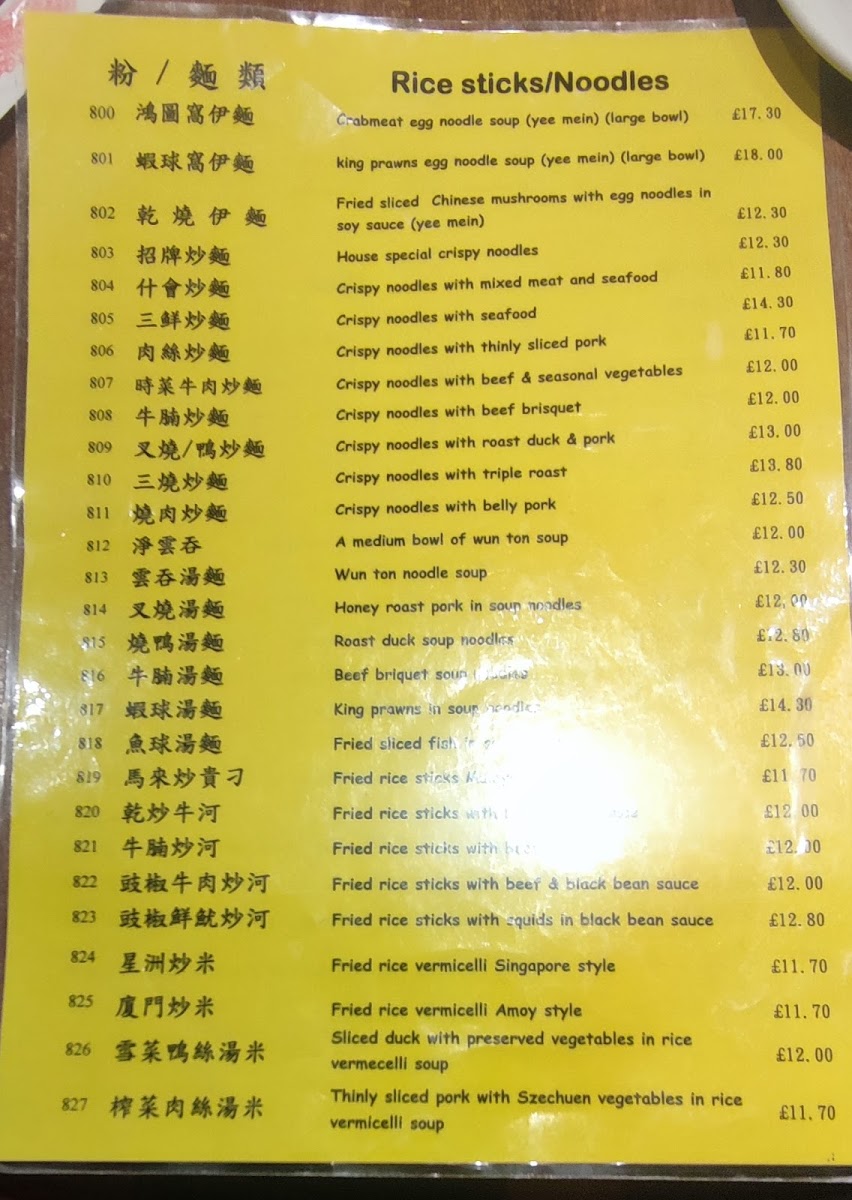 粉 / 麵 類 Rice sticks/Noodles
800 鴻圖窩伊麵 Crabmeat egg noodle soup (yee mein) (large bowl) £17.30
801 蝦球窩伊麵 king prawns egg noodle soup (yee mein) (large bowl) £18.00
Fried sliced Chinese mushrooms with egg noodles in
802 乾 燒 伊 麵 soy sauce (yee mein) £12.30
803 招牌炒麵 House special crispy noodles £12.30
804 什會炒麵 Crispy noodles with mixed meat and seafood £11.80
805 三鮮炒麵 Crispy noodles with seafood £14.30
806 肉絲炒麵 Crispy noodles with thinly sliced pork £11.70
807 時菜牛肉炒麵 Crispy noodles with beef & seasonal vegetables £12.00
808 牛腩炒麵 Crispy noodles with beef brisquet £12.00
809 叉燒/鴨炒麵 Crispy noodles with roast duck & pork £13.00
810 三燒炒麵 Crispy noodles with triple roast £13.80
811 燒肉炒麵 Crispy noodles with belly pork £12.50
812 淨雲吞 A medium bowl of wun ton soup £12.00
813 雲吞湯麵 Wun ton noodle soup £12.30
814 叉燒湯麵 Honey roast pork in soup noodles £12.00
815 燒鴨湯麵 Roast duck soup noodles £12.80
816 牛腩湯麵 Beef briquet soup £13.00
817 蝦球湯麵 King prawns in soup noodles £14.30
818 魚球湯麵 Fried sliced fish in £12.50
819 馬來炒貴刁 Fried rice sticks £11.70
820 乾炒牛河 Fried rice sticks with £12.00
821 牛腩炒河 Fried rice sticks with £12.00
822 豉椒牛肉炒河 Fried rice sticks with beef & black bean sauce £12.00
823 豉椒鮮魷炒河 Fried rice sticks with squids in black bean sauce £12.80
824 星洲炒米 Fried rice vermicelli Singapore style £11.70
825 廈門炒米 Fried rice vermicelli Amoy style £11.70
826 雪菜鴨絲湯米 Sliced duck with preserved vegetables in rice £12.00
vermecelli soup
827 榨菜肉絲湯米 Thinly sliced pork with Szechuen vegetables in rice £11.70
vermicelli soup